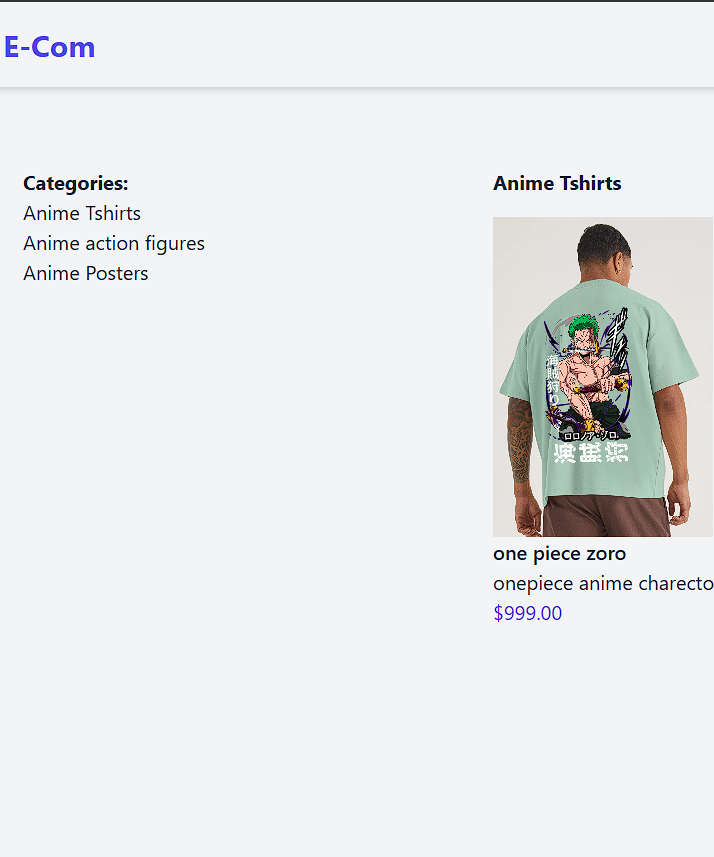 E-Com
Categories:
Anime Tshirts
Anime action figures
Anime Posters
Anime Tshirts
海賊狩り
ロロノア・ゾロ
one piece zoro
onepiece anime charecto
$999.00